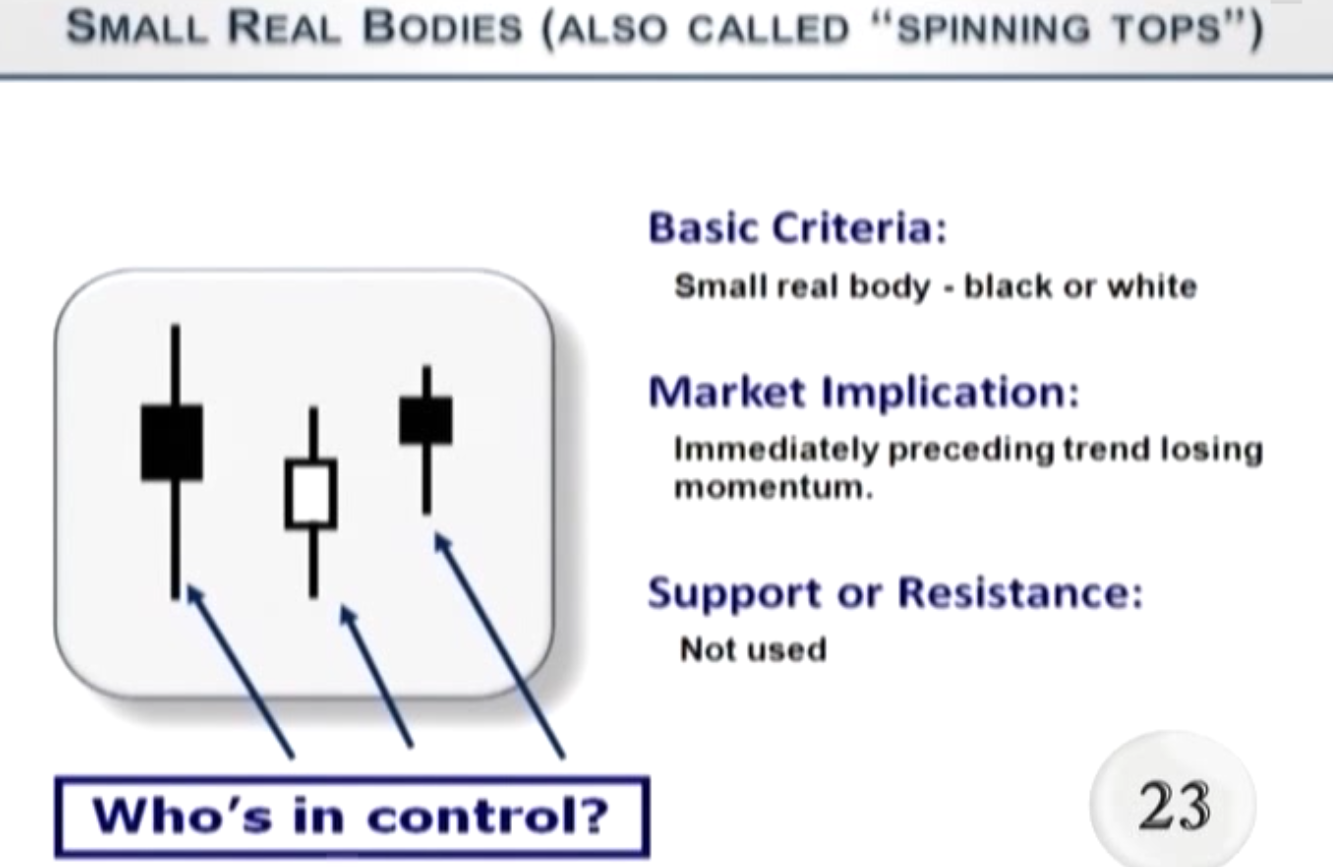 SMALL REAL BODIES (ALSO CALLED “SPINNING TOPS”)
Basic Criteria:
Small real body - black or white
Market Implication:
Immediately preceding trend losing
momentum.
Support or Resistance:
Not used
Who's in control?
23